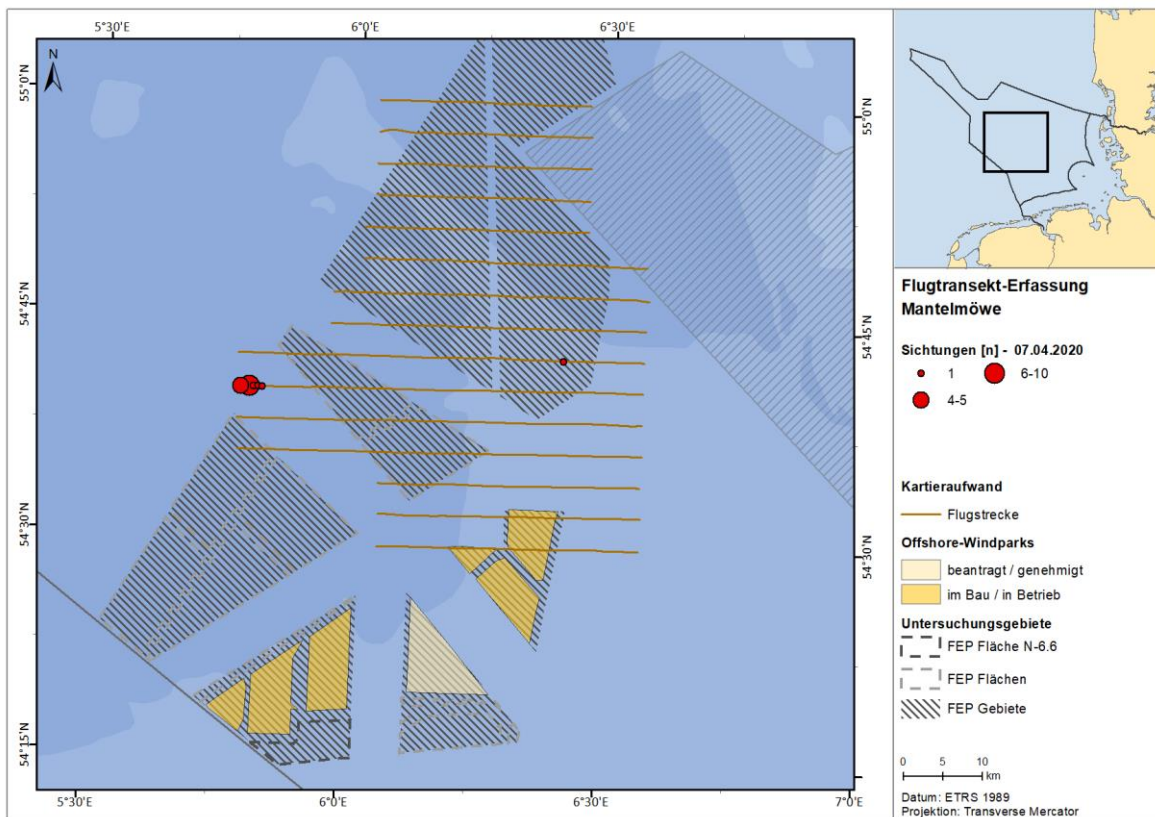 5°30'E
6°0'E
6°30'E
N
55°0'N
54°45'N
54°30'N
54°15'N
55°0'N
54°45'N
54°30'N
5°30'E
6°0'E
6°30'E
7°0'E
Flugtransekt-Erfassung
Mantelmöwe
Sichtungen [n] - 07.04.2020
1
6-10
4-5
Kartieraufwand
Flugstrecke
Offshore-Windparks
beantragt / genehmigt
im Bau / in Betrieb
Untersuchungsgebiete
FEP Fläche N-6.6
FEP Flächen
FEP Gebiete
0 5 10
km
Datum: ETRS 1989
Projektion: Transverse Mercator